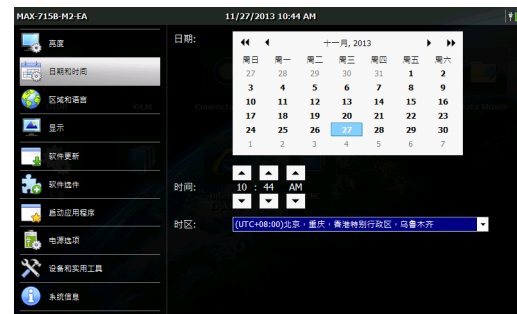 MAX-715B-M2-EA 11/27/2013 10:44 AM
亮度
日期和时间
区域和语言
显示
软件更新
软件选件
启动应用程序
电源选项
设备和实用工具
系统信息
日期:
十一月, 2013
周日 周一 周二 周三 周四 周五 周六
27 28 29 30 31 1 2
3 4 5 6 7 8 9
10 11 12 13 14 15 16
17 18 19 20 21 22 23
24 25 26 27 28 29 30
1 2 3 4 5 6 7
时间: 10 : 44 AM
时区: (UTC+08:00)北京，重庆，香港特别行政区，乌鲁木齐